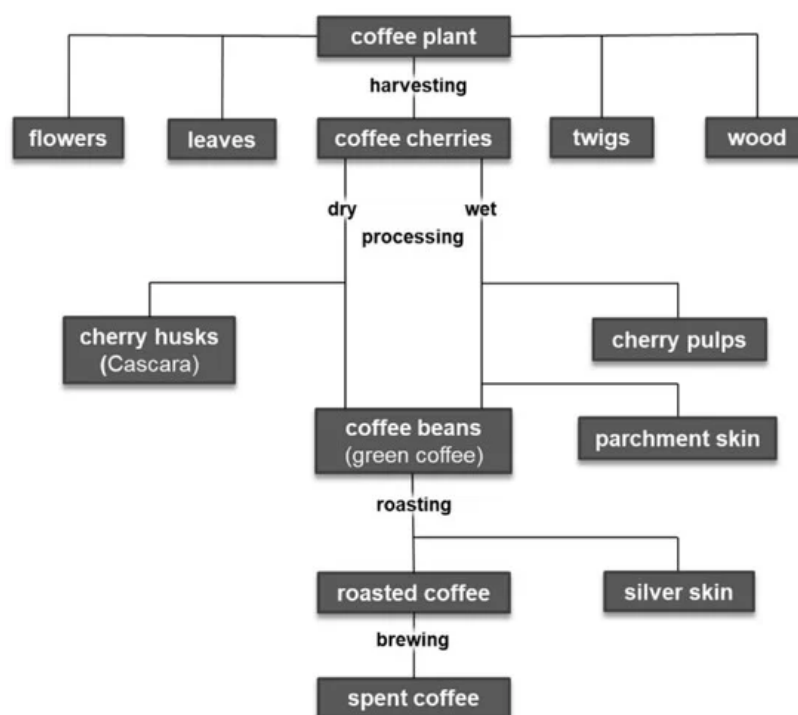 coffee plant
harvesting
flowers
leaves
coffee cherries
twigs
wood
dry
wet
processing
cherry husks
(Cascara)
cherry pulps
coffee beans
(green coffee)
parchment skin
roasting
roasted coffee
silver skin
brewing
spent coffee